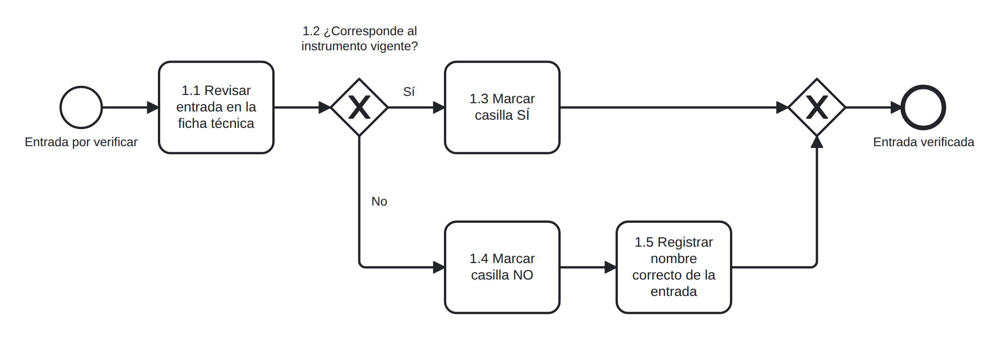 1.2 ¿Corresponde al
instrumento vigente?
1.1 Revisar
entrada en la
ficha técnica
Sí
1.3 Marcar
casilla SÍ
Entrada por verificar
Entrada verificada
No
1.4 Marcar
casilla NO
1.5 Registrar
nombre
correcto de la
entrada